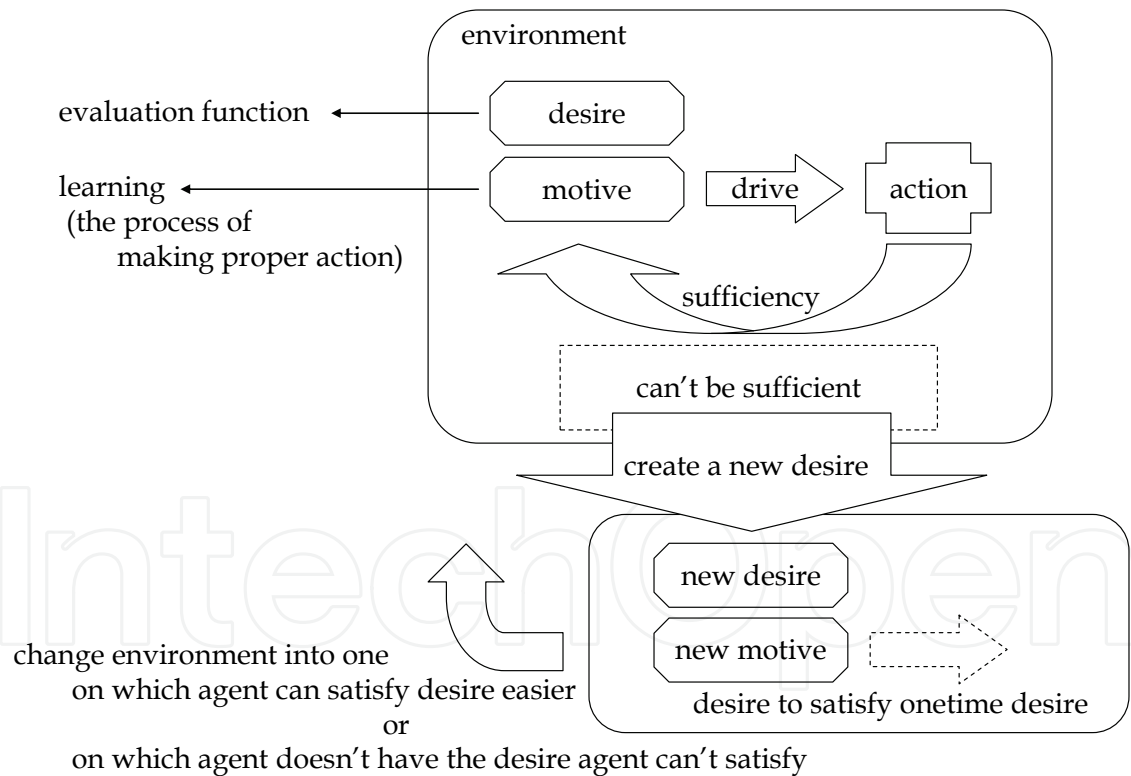 environment
evaluation function
desire
learning
(the process of
making proper action)
motive
drive
action
sufficiency
can't be sufficient
create a new desire
IntechOpen
new desire
new motive
desire to satisfy onetime desire
change environment into one
on which agent can satisfy desire easier
or
on which agent doesn't have the desire agent can't satisfy